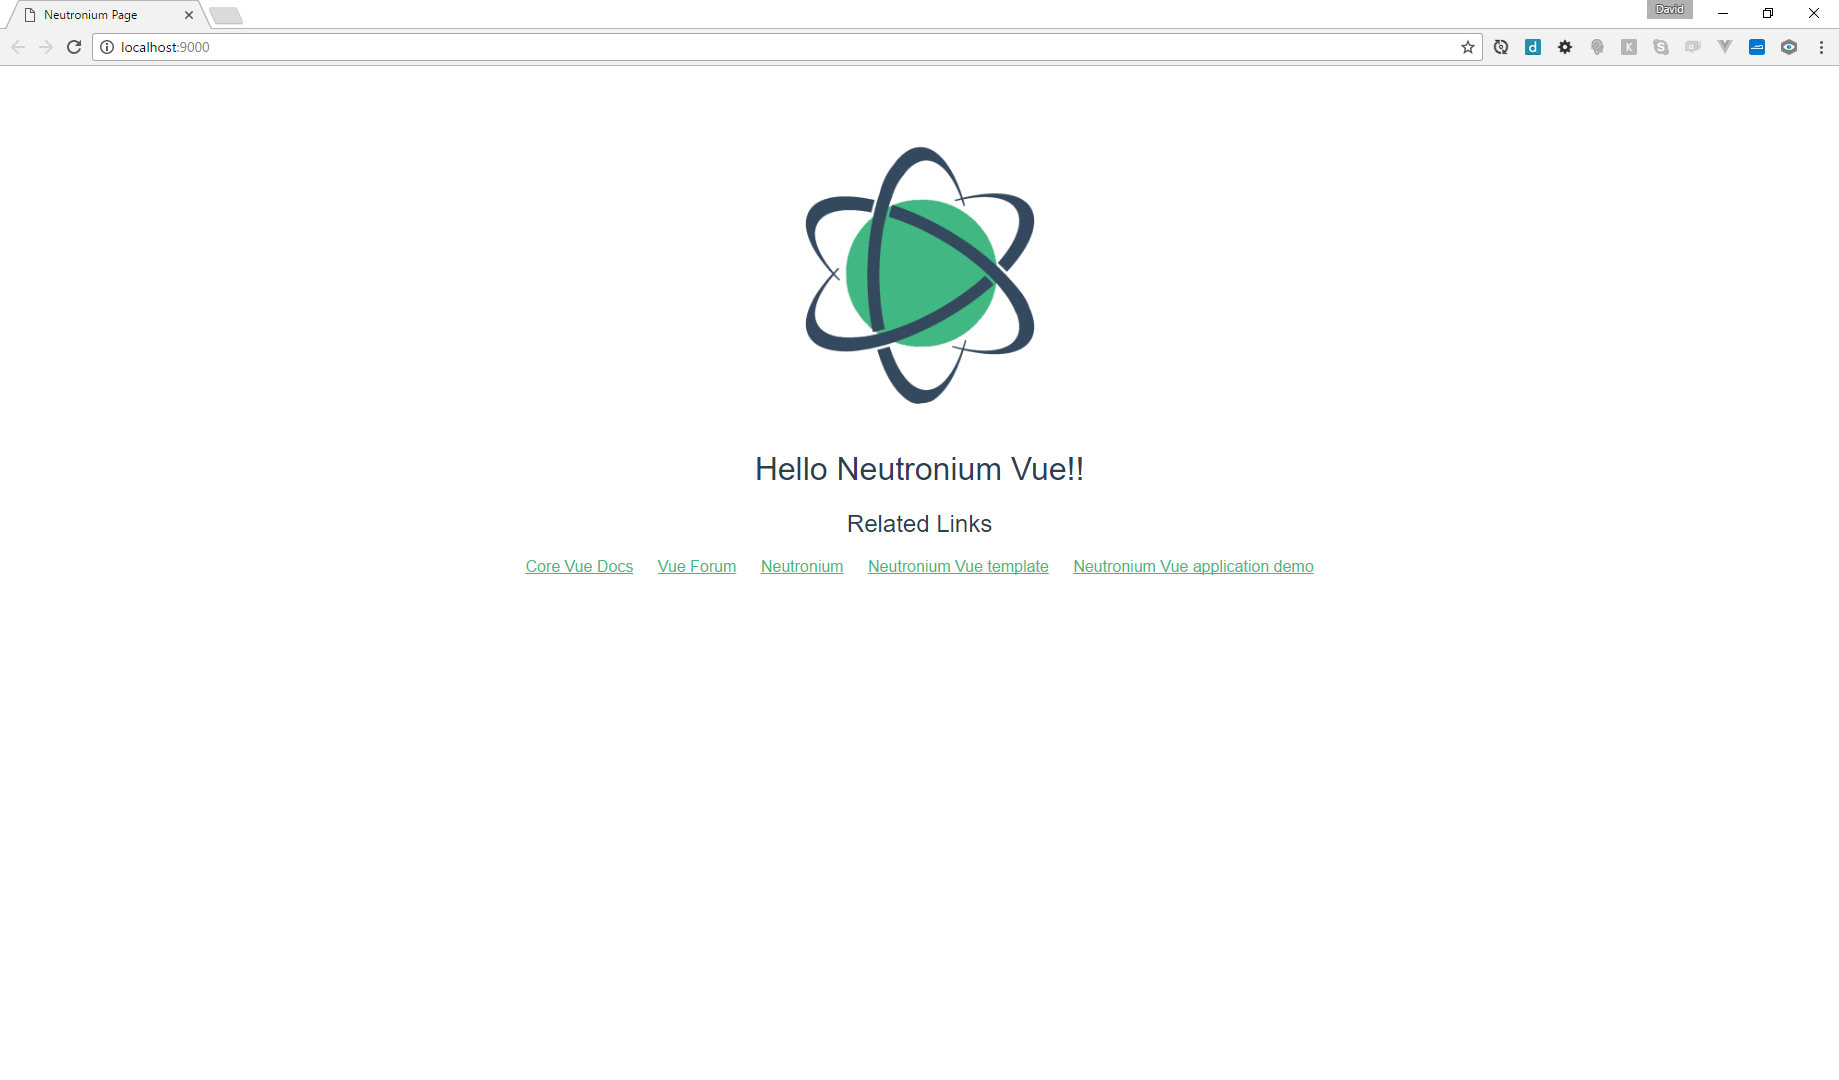 Neutronium Page
David
localhost:9000
Hello Neutronium Vue!!
Related Links
Core Vue Docs Vue Forum Neutronium Neutronium Vue template Neutronium Vue application demo